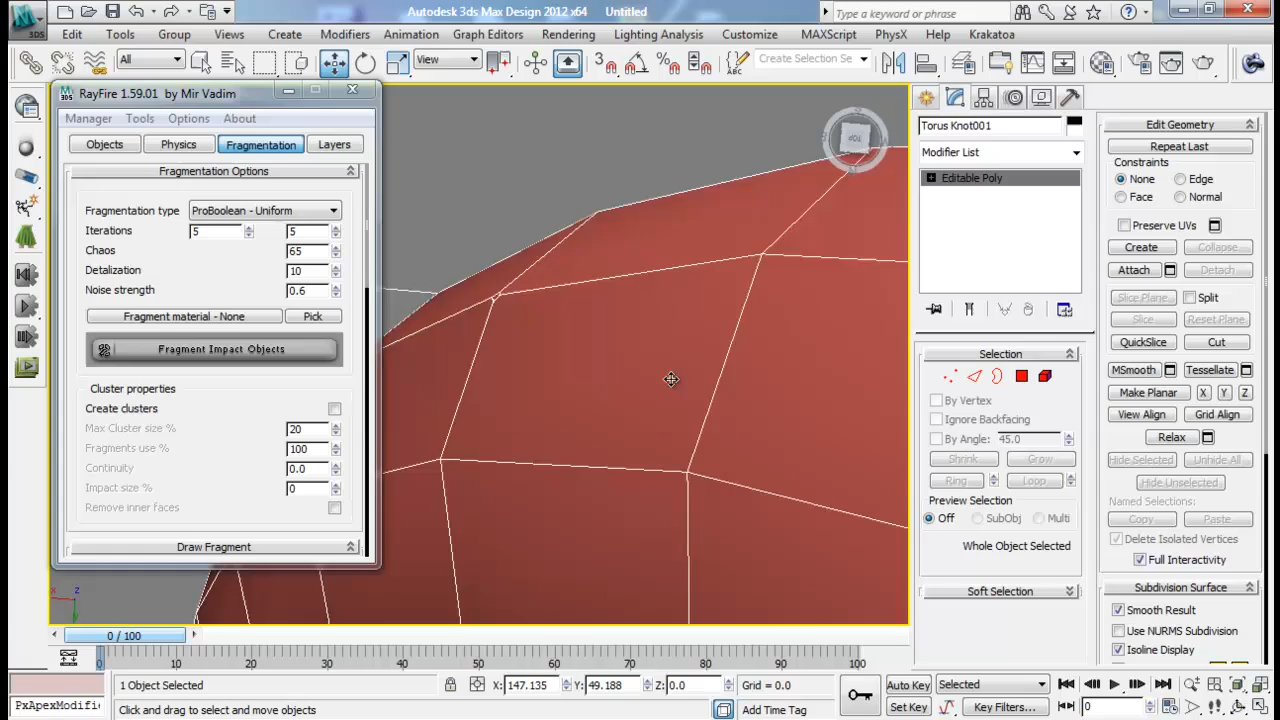 Autodesk 3ds Max Design 2012 x64 Untitled
Type a keyword or phrase
3DS
Edit Tools Group Views Create Modifiers Animation Graph Editors Rendering Lighting Analysis Customize MAXScript PhysX Help Krakatoa
All View Create Selection Se
RayFire 1.59.01 by Mir Vadim
Manager Tools Options About
Objects Physics Fragmentation Layers
Fragmentation Options
Fragmentation type ProBoolean - Uniform
Iterations 5 5
Chaos 65
Detalization 10
Noise strength 0.6
Fragment material - None Pick
Fragment Impact Objects
Cluster properties
Create clusters
Max Cluster size % 20
Fragments use % 100
Continuity 0.0
Impact size % 0
Remove inner faces
Draw Fragment
TOP
x z
Torus Knot001
Modifier List
Editable Poly
Selection
By Vertex
Ignore Backfacing
By Angle: 45.0
Shrink Grow
Ring Loop
Preview Selection
Off SubObj Multi
Whole Object Selected
Soft Selection
Edit Geometry
Repeat Last
Constraints
None Edge
Face Normal
Preserve UVs
Create Collapse
Attach Detach
Slice Plane Split
Slice Reset Plane
QuickSlice Cut
MSmooth Tessellate
Make Planar X Y Z
View Align Grid Align
Relax
Hide Selected Unhide All
Hide Unselected
Named Selections:
Copy Paste
Delete Isolated Vertices
Full Interactivity
Subdivision Surface
Smooth Result
Use NURMS Subdivision
Isoline Display
0 / 100
0 10 20 30 40 50 60 70 80 90 100
1 Object Selected X: 147.135 Y: 49.188 Z: 0.0 Grid = 0.0 Auto Key Selected
PxApexModifi Click and drag to select and move objects Add Time Tag Set Key Key Filters... 0